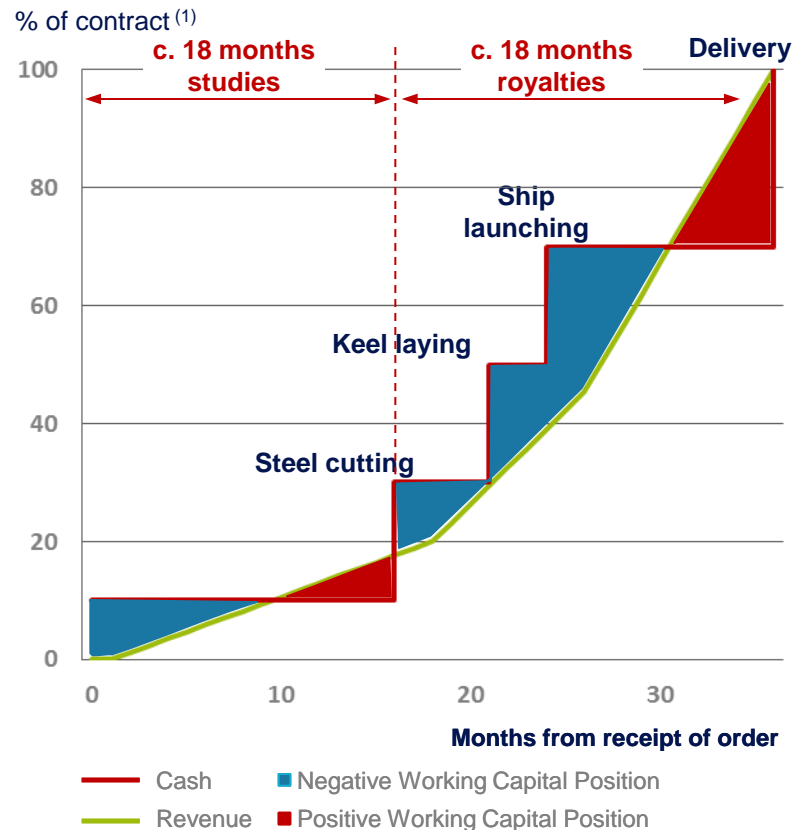 % of contract (1)
c. 18 months
studies
c. 18 months
royalties
Delivery
100
80
Ship
launching
60
Keel laying
40
Steel cutting
20
0
0 10 20 30
Months from receipt of order
Cash
Negative Working Capital Position
Revenue
Positive Working Capital Position